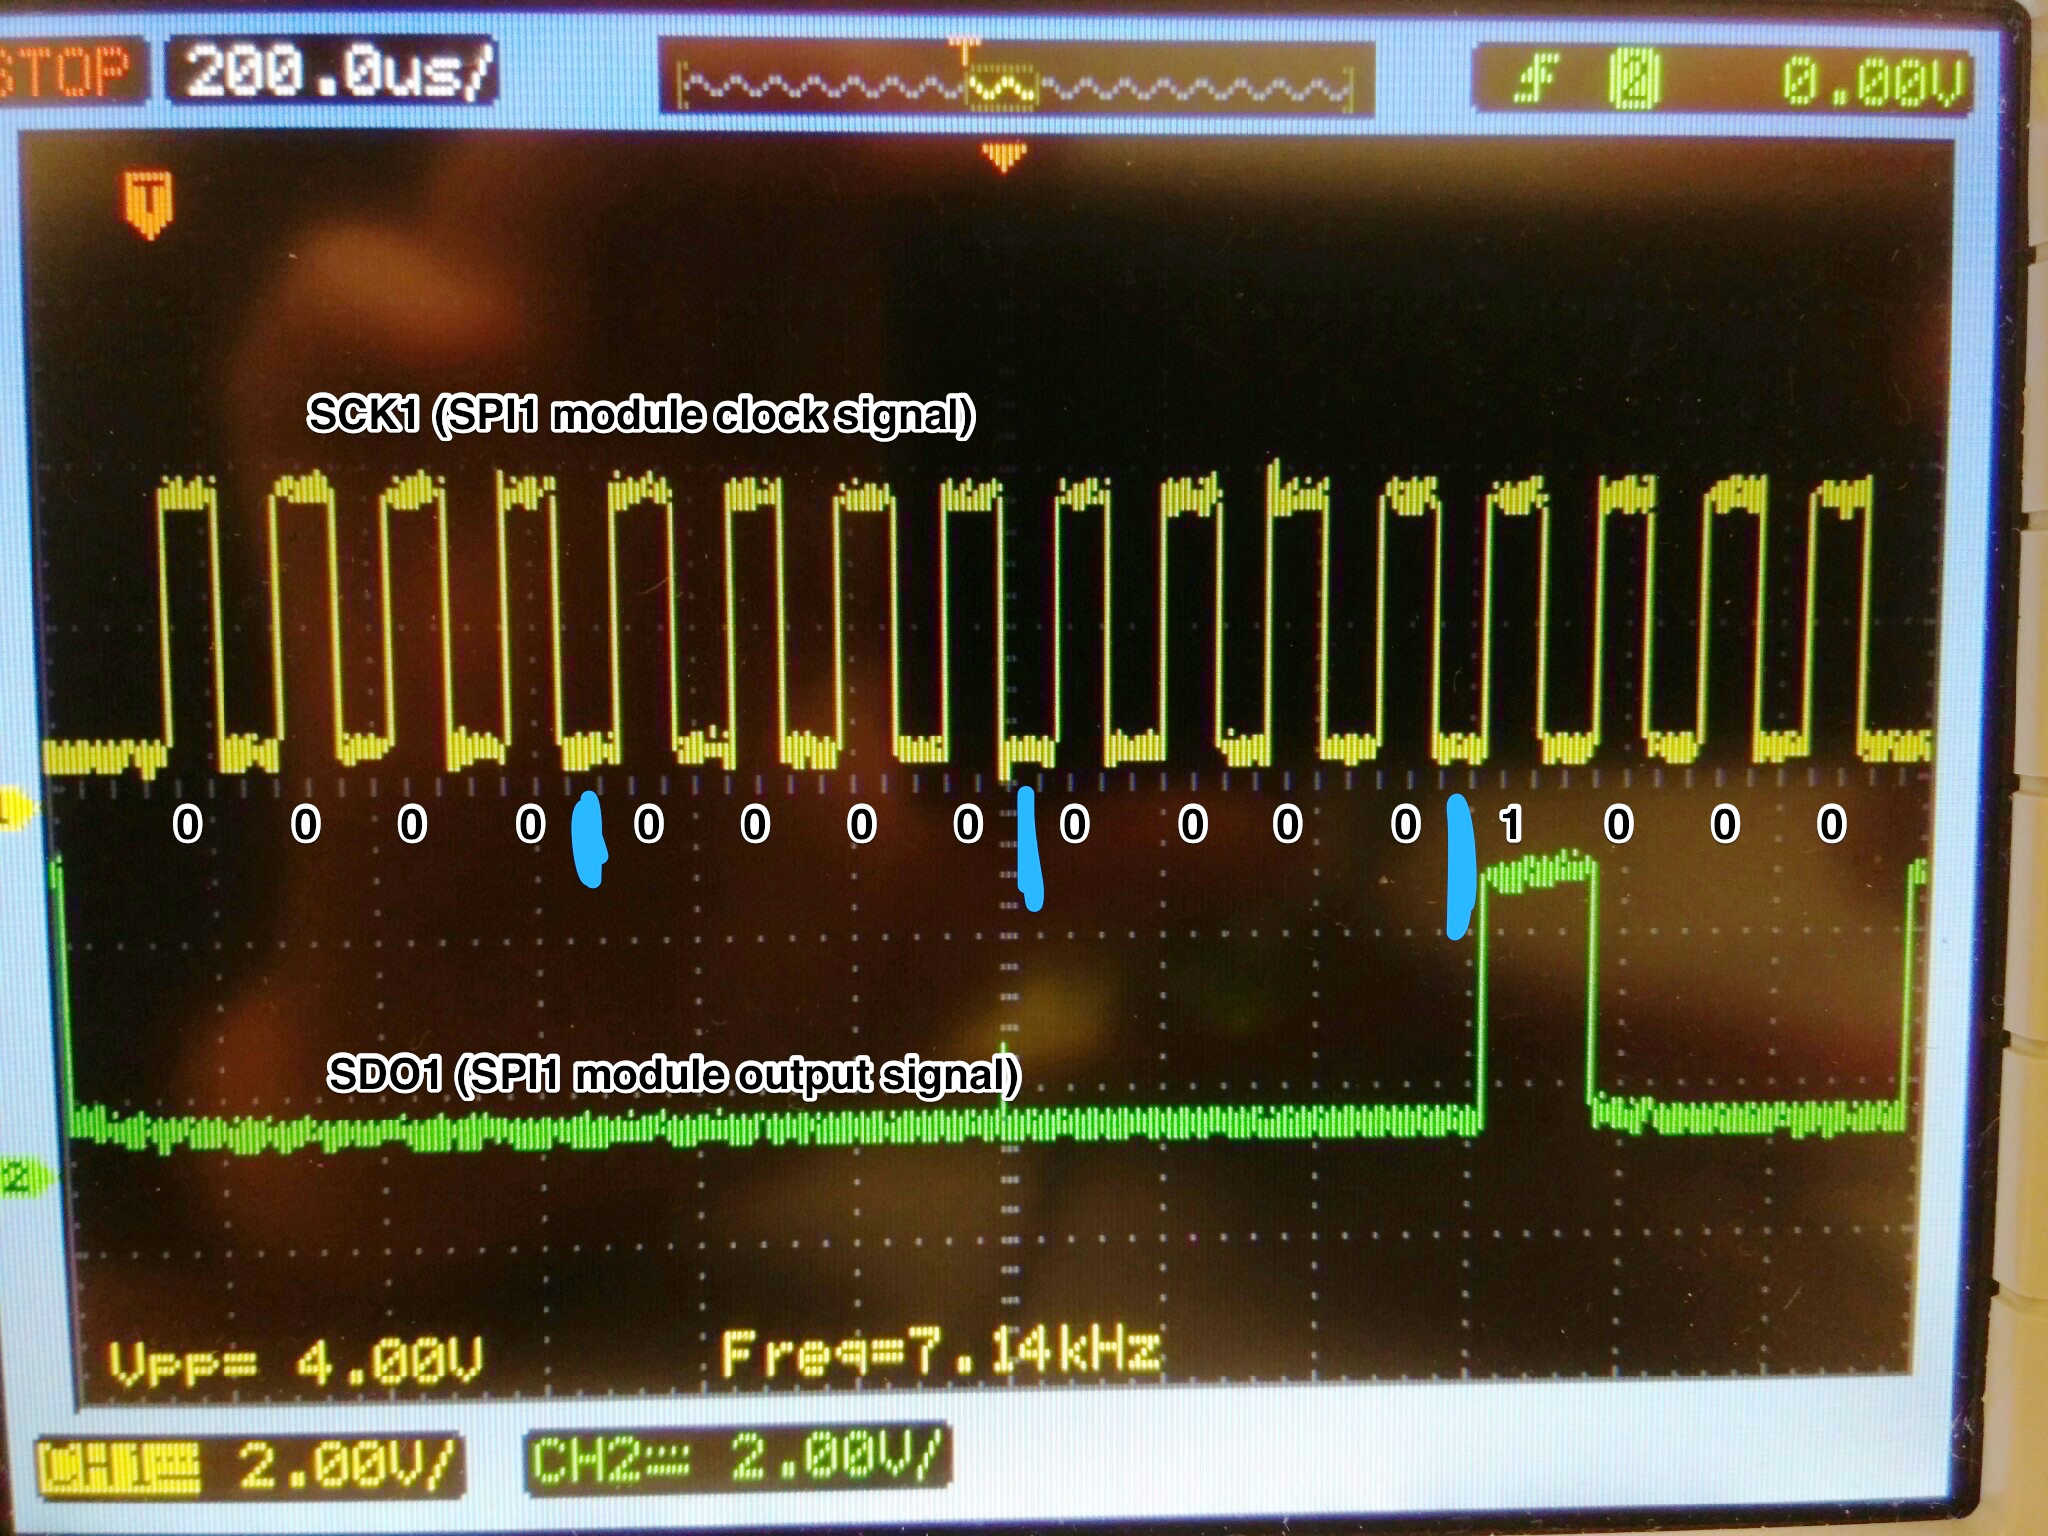 STOP 200.0us/ 2 0.00V
T
SCK1 (SPI1 module clock signal)
0 0 0 0 0 0 0 0 0 0 0 0 1 0 0 0
SDO1 (SPI1 module output signal)
2
Vpp= 4.00V Freq=7.14kHz
CH1 2.00V/ CH2 2.00V/